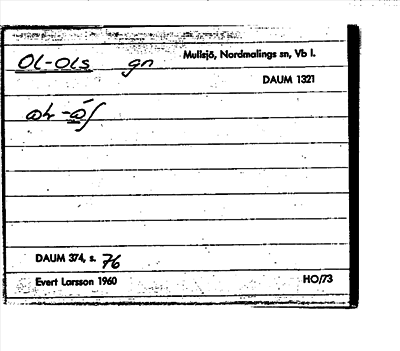 Ol-Ols gn Mullsjö, Nordmalings sn, Vb l.
DAUM 1321
DAUM 374, s. 76
Evert Larsson 1960 HO/73